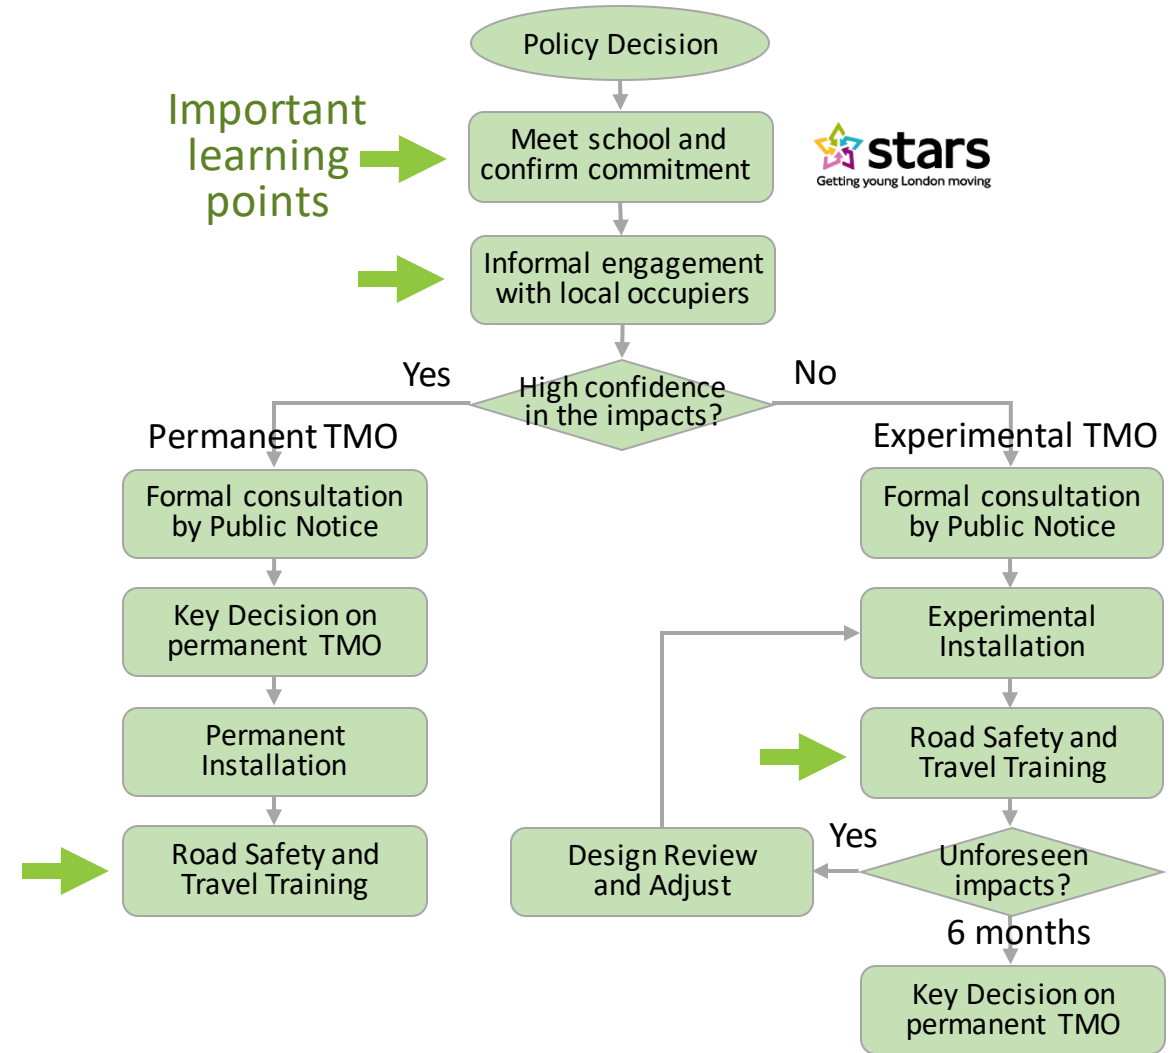 Policy Decision
Important
learning
points
Meet school and
confirm commitment
stars
Getting young London moving
Informal engagement
with local occupiers
High confidence
in the impacts?
Yes
No
Permanent TMO
Experimental TMO
Formal consultation
by Public Notice
Key Decision on
permanent TMO
Permanent
Installation
Road Safety and
Travel Training
Formal consultation
by Public Notice
Experimental
Installation
Road Safety and
Travel Training
Unforeseen
impacts?
Yes
Design Review
and Adjust
6 months
Key Decision on
permanent TMO